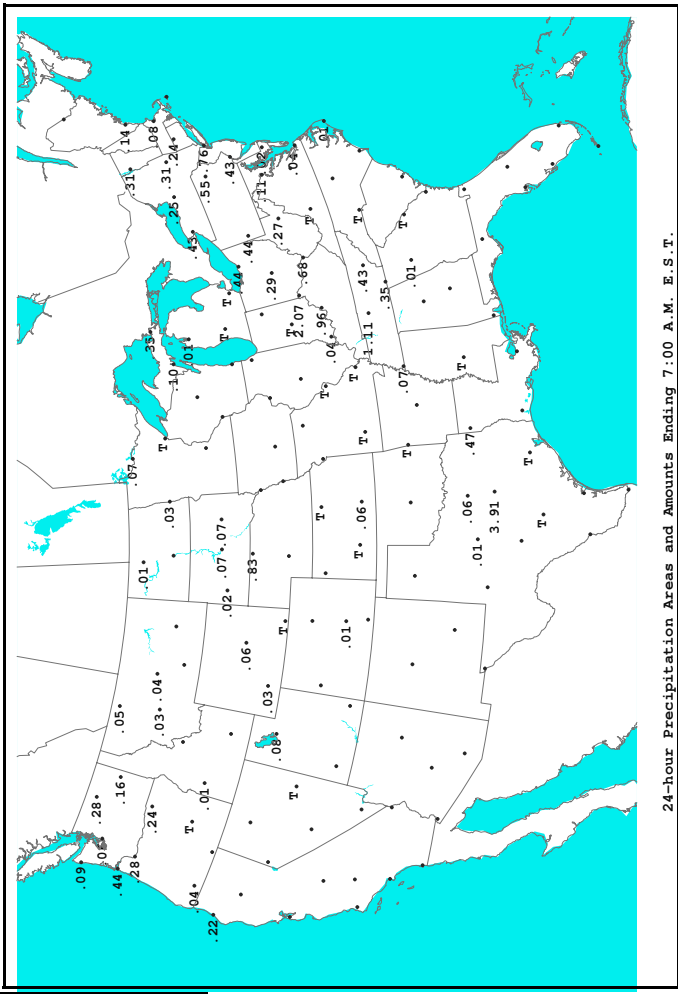 .09
.28
.44
.16
.05
.14
.31
.07
.28
.01
.35
.24
.08
.04
.03
T
.31
.03
.10
.25
.24
.01
T
.43
.04
.76
.01
.55
.22
.07
.07
T
.02
T
.43
.44
.06
.44
.83
.11
.02
.03
.29
.08
.27
T
T
.04
T
2.07
.68
T
T
.96
.01
T
.04
.01
T
T
T
.06
.43
T
1.11
.35
.07
T
T
.01
T
.06
.47
.01
3.91
T
T
24-hour Precipitation Areas and Amounts Ending 7:00 A.M. E.S.T.